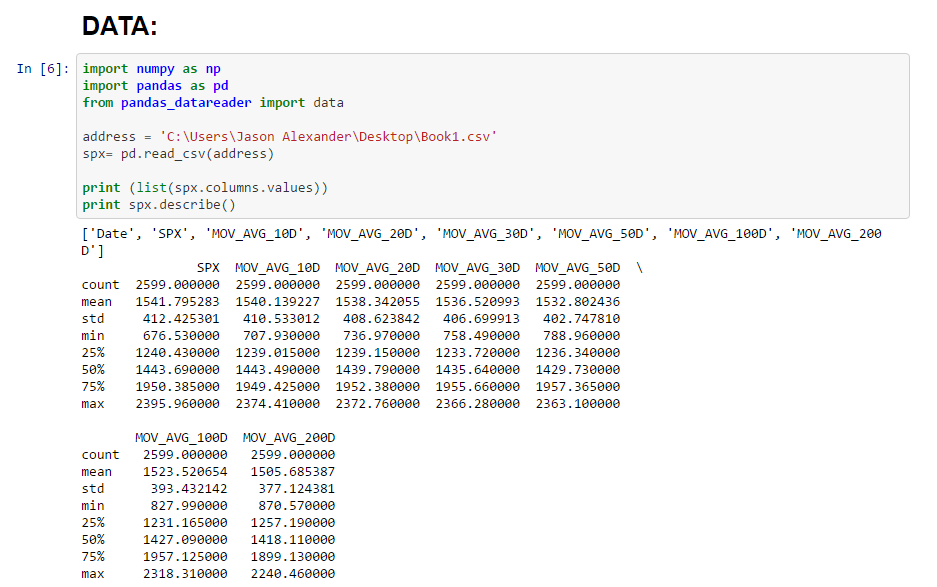 DATA:
In [6]:
import numpy as np
import pandas as pd
from pandas_datareader import data
address = 'C:\Users\Jason Alexander\Desktop\Book1.csv'
spx= pd.read_csv(address)
print (list(spx.columns.values))
print spx.describe()
['Date', 'SPX', 'MOV_AVG_10D', 'MOV_AVG_20D', 'MOV_AVG_30D', 'MOV_AVG_50D', 'MOV_AVG_100D', 'MOV_AVG_200
D']
SPX MOV_AVG_10D MOV_AVG_20D MOV_AVG_30D MOV_AVG_50D \
count 2599.000000 2599.000000 2599.000000 2599.000000 2599.000000
mean 1541.795283 1540.139227 1538.342055 1536.520993 1532.802436
std 412.425301 410.533012 408.623842 406.699913 402.747810
min 676.530000 707.930000 736.970000 758.490000 788.960000
25% 1240.430000 1239.015000 1239.150000 1233.720000 1236.340000
50% 1443.690000 1443.490000 1439.790000 1435.640000 1429.730000
75% 1950.385000 1949.425000 1952.380000 1955.660000 1957.365000
max 2395.960000 2374.410000 2372.760000 2366.280000 2363.100000
MOV_AVG_100D MOV_AVG_200D
count 2599.000000 2599.000000
mean 1523.520654 1505.685387
std 393.432142 377.124381
min 827.990000 870.570000
25% 1231.165000 1257.190000
50% 1427.090000 1418.110000
75% 1957.125000 1899.130000
max 2318.310000 2240.460000